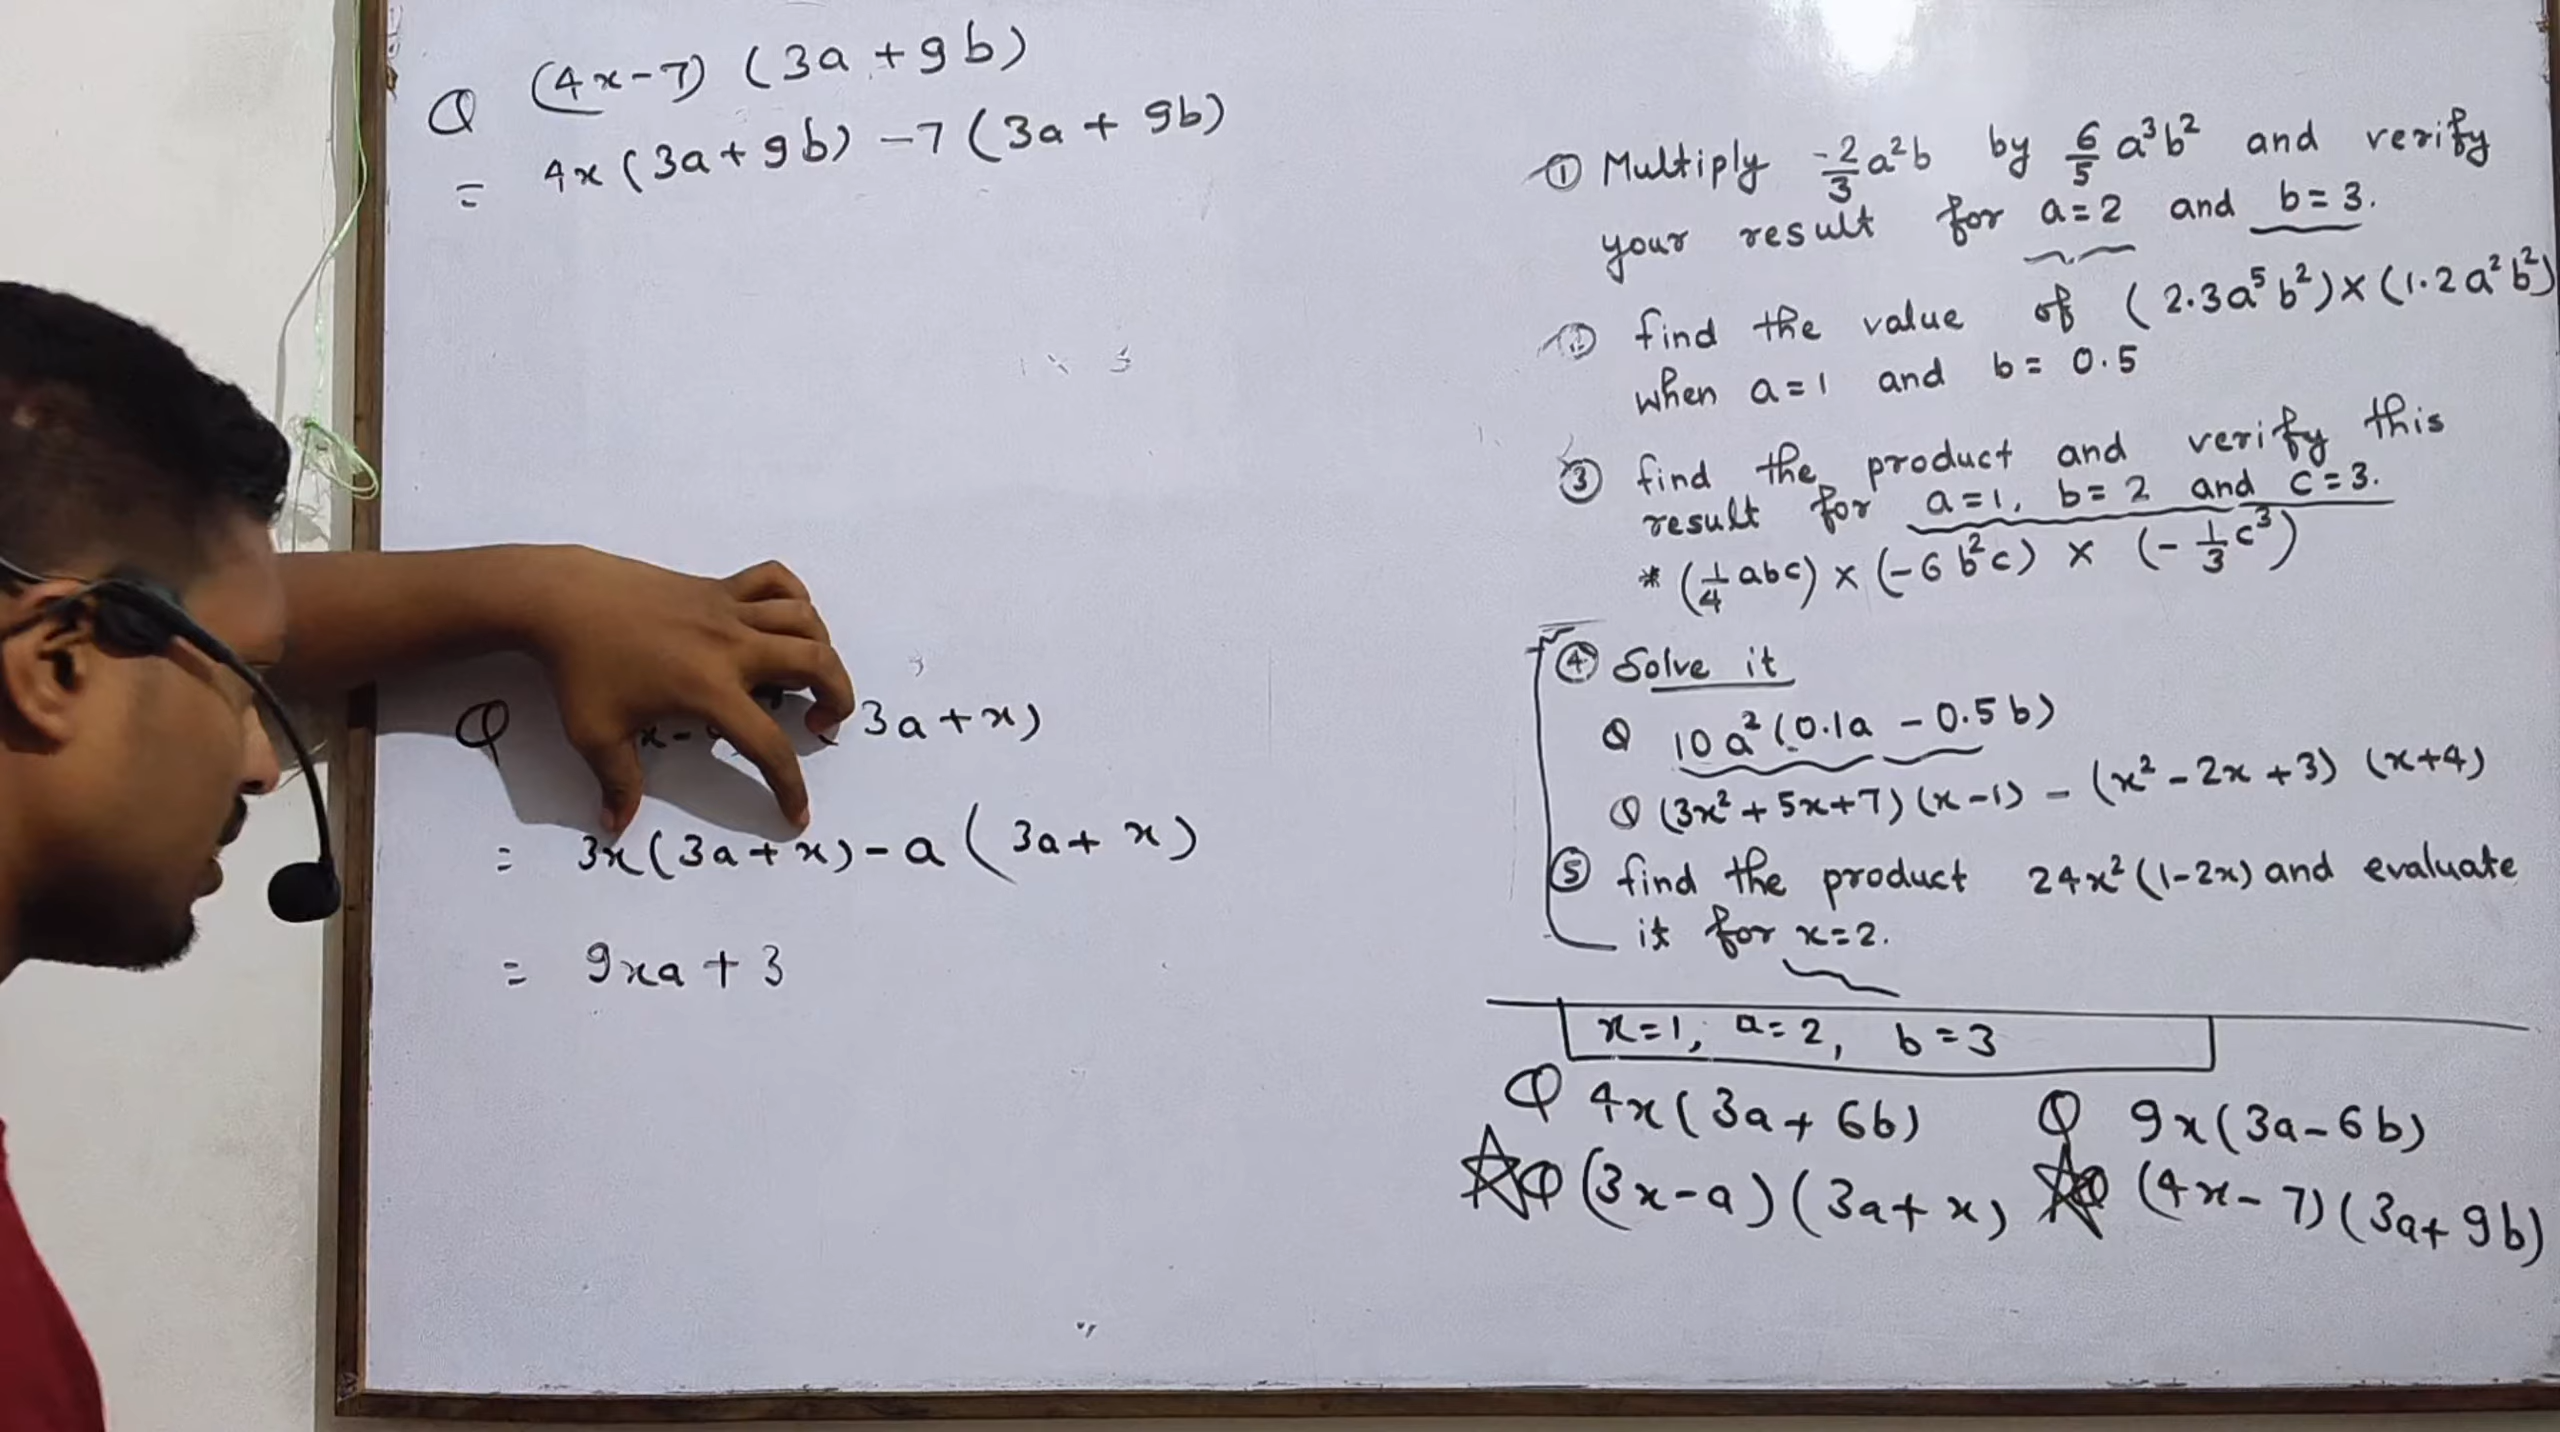 Q (4x-7) (3a+9b)
= 4x(3a+9b) -7(3a+9b)
Q x- 3a+x)
= 3x(3a+x)-a(3a+x)
= 9xa+3
① Multiply -2/3 a²b by 6/5 a³b² and verify
your result for a=2 and b=3.
② find the value of (2.3a⁵b²)×(1.2a²b²)
when a=1 and b=0.5
③ find the product and verify this
result for a=1, b=2 and c=3.
* (1/4 abc)×(-6b²c) × (-1/3 c³)
④ Solve it
Q 10a²(0.1a - 0.5b)
Q (3x²+5x+7)(x-1) - (x²-2x+3) (x+4)
⑤ find the product 24x²(1-2x) and evaluate
it for x=2.
x=1, a=2, b=3
Q 4x(3a+6b) Q 9x(3a-6b)
Q (3x-a)(3a+x) Q (4x-7)(3a+9b)